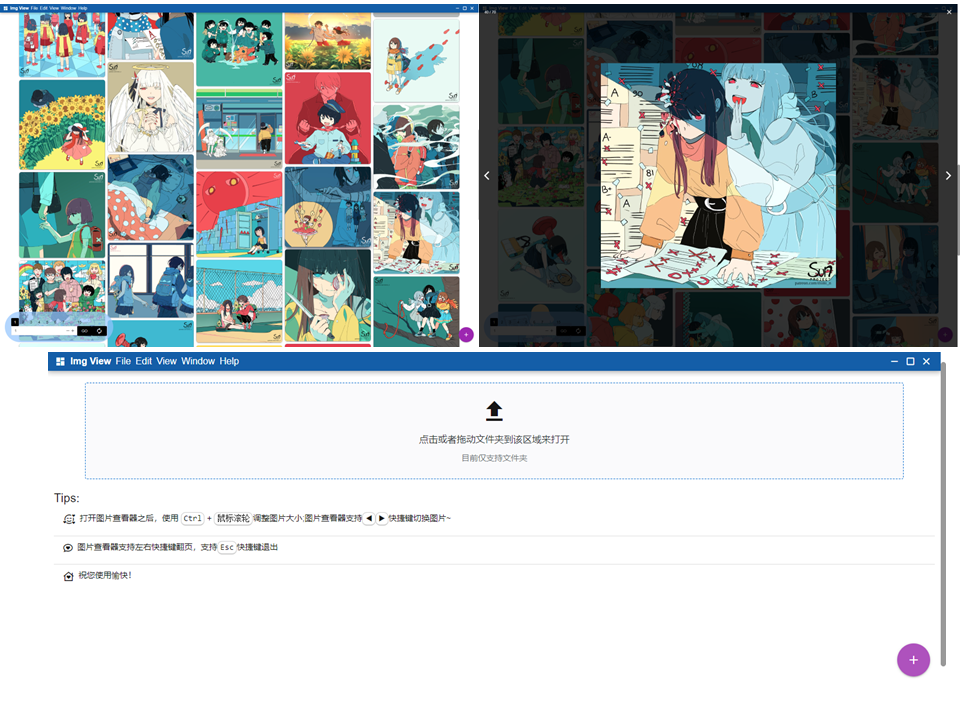 Img View File Edit View Window Help
Sun
A
90
B
A
81
B+
A
Sun
Img View File Edit View Window Help
点击或者拖动文件夹到该区域来打开
目前仅支持文件夹
Tips:
打开图片查看器之后，使用 Ctrl + 鼠标滚轮 调整图片大小;图片查看器支持 ◀ ▶ 快捷键切换图片~
图片查看器支持左右快捷键翻页，支持 Esc 快捷键退出
祝您使用愉快！